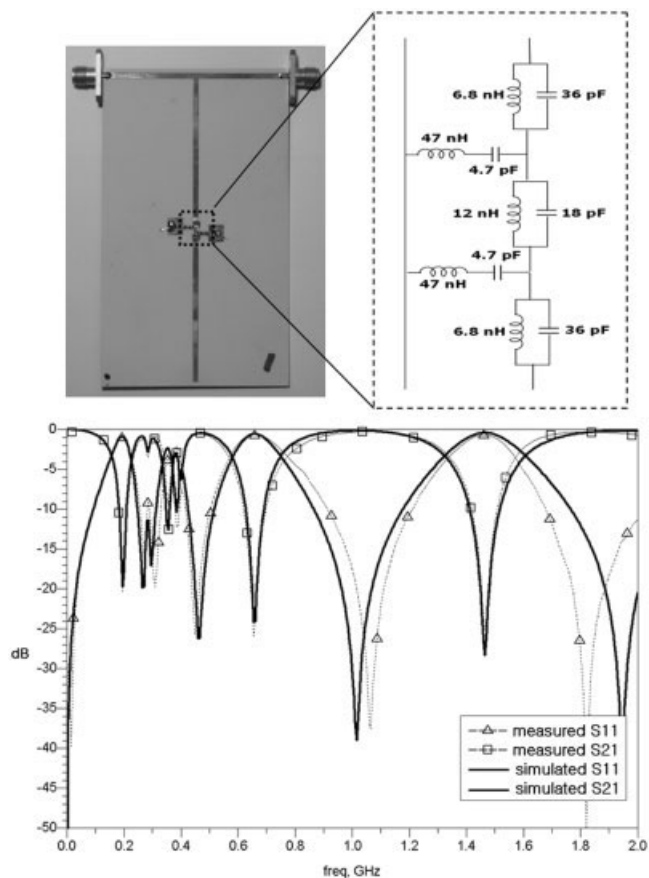 6.8 nH
36 pF
47 nH
4.7 pF
12 nH
18 pF
4.7 pF
47 nH
6.8 nH
36 pF
0
-5
-10
-15
-20
-25
dB
-30
-35
-40
-45
-50
measured S11
measured S21
simulated S11
simulated S21
0.0 0.2 0.4 0.6 0.8 1.0 1.2 1.4 1.6 1.8 2.0
freq, GHz